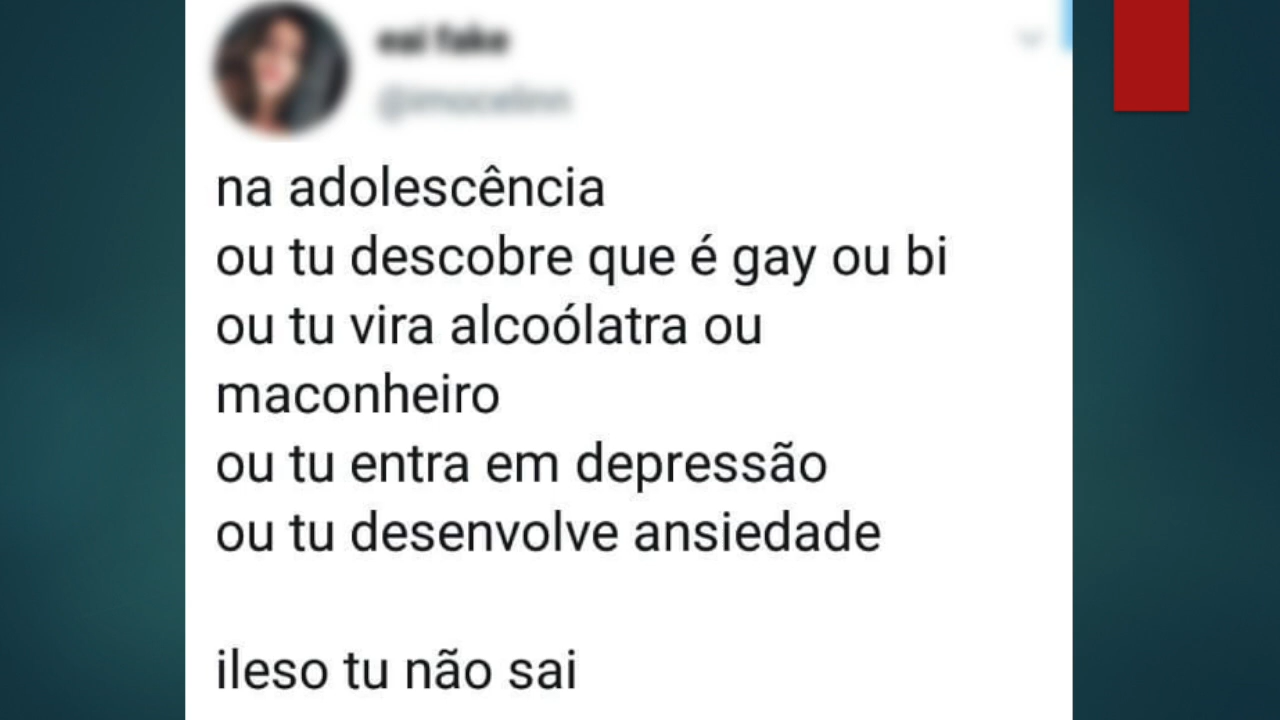 na adolescência
ou tu descobre que é gay ou bi
ou tu vira alcoólatra ou
maconheiro
ou tu entra em depressão
ou tu desenvolve ansiedade
ileso tu não sai